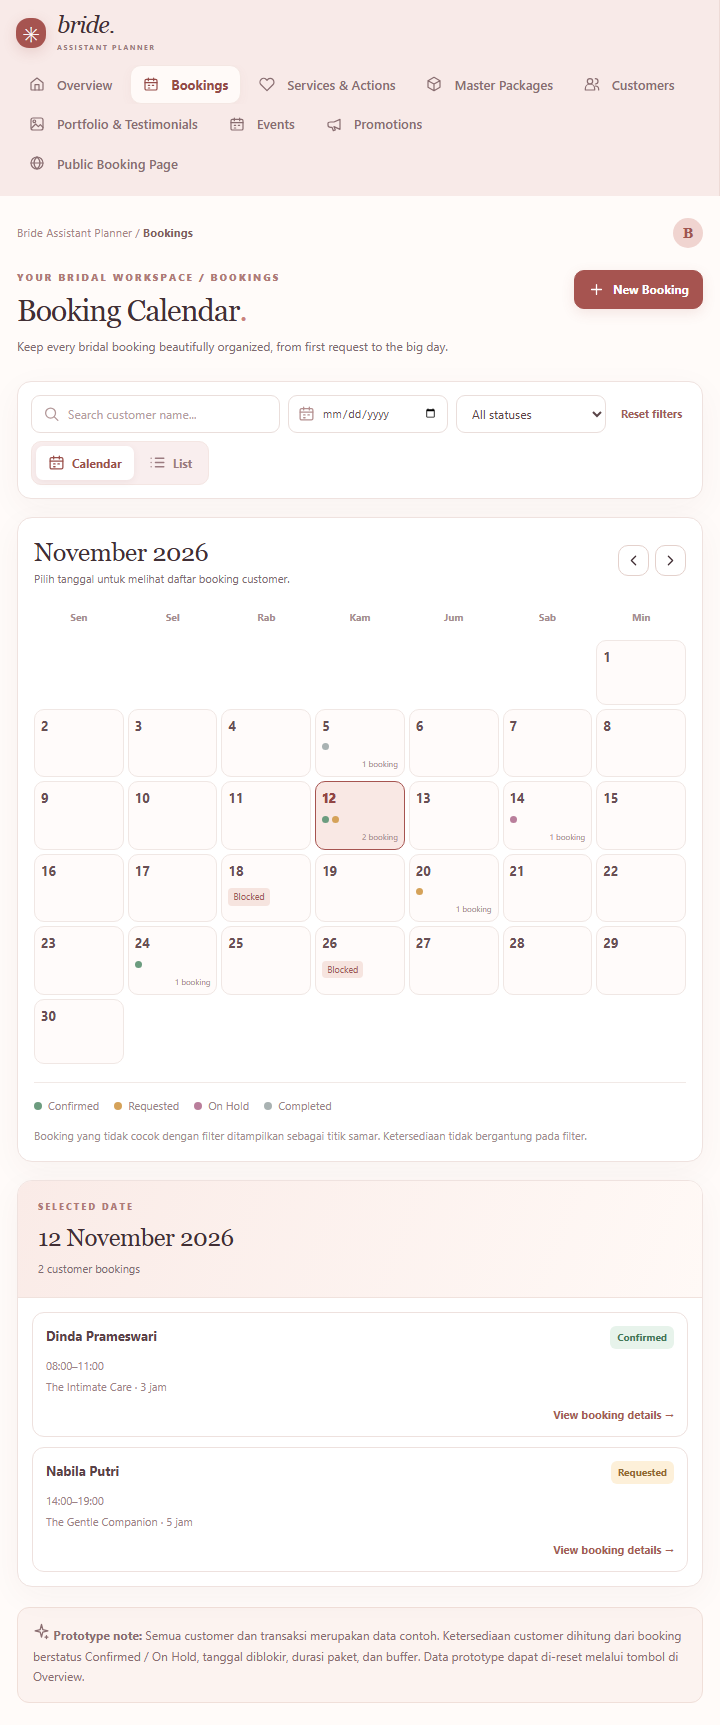 bride.
ASSISTANT PLANNER
Overview
Bookings
Services & Actions
Master Packages
Customers
Portfolio & Testimonials
Events
Promotions
Public Booking Page
Bride Assistant Planner / Bookings
B
YOUR BRIDAL WORKSPACE / BOOKINGS
Booking Calendar.
+ New Booking
Keep every bridal booking beautifully organized, from first request to the big day.
Search customer name...
mm/dd/yyyy
All statuses
Reset filters
Calendar
List
November 2026
Pilih tanggal untuk melihat daftar booking customer.
Sen Sel Rab Kam Jum Sab Min
1
2 3 4 5 6 7 8
1 booking
9 10 11 12 13 14 15
2 booking 1 booking
16 17 18 19 20 21 22
Blocked
1 booking
23 24 25 26 27 28 29
Blocked
1 booking
30
Confirmed Requested On Hold Completed
Booking yang tidak cocok dengan filter ditampilkan sebagai titik samar. Ketersediaan tidak bergantung pada filter.
SELECTED DATE
12 November 2026
2 customer bookings
Dinda Prameswari
Confirmed
08:00–11:00
The Intimate Care · 3 jam
View booking details →
Nabila Putri
Requested
14:00–19:00
The Gentle Companion · 5 jam
View booking details →
Prototype note: Semua customer dan transaksi merupakan data contoh. Ketersediaan customer dihitung dari booking
berstatus Confirmed / On Hold, tanggal diblokir, durasi paket, dan buffer. Data prototype dapat di-reset melalui tombol di
Overview.